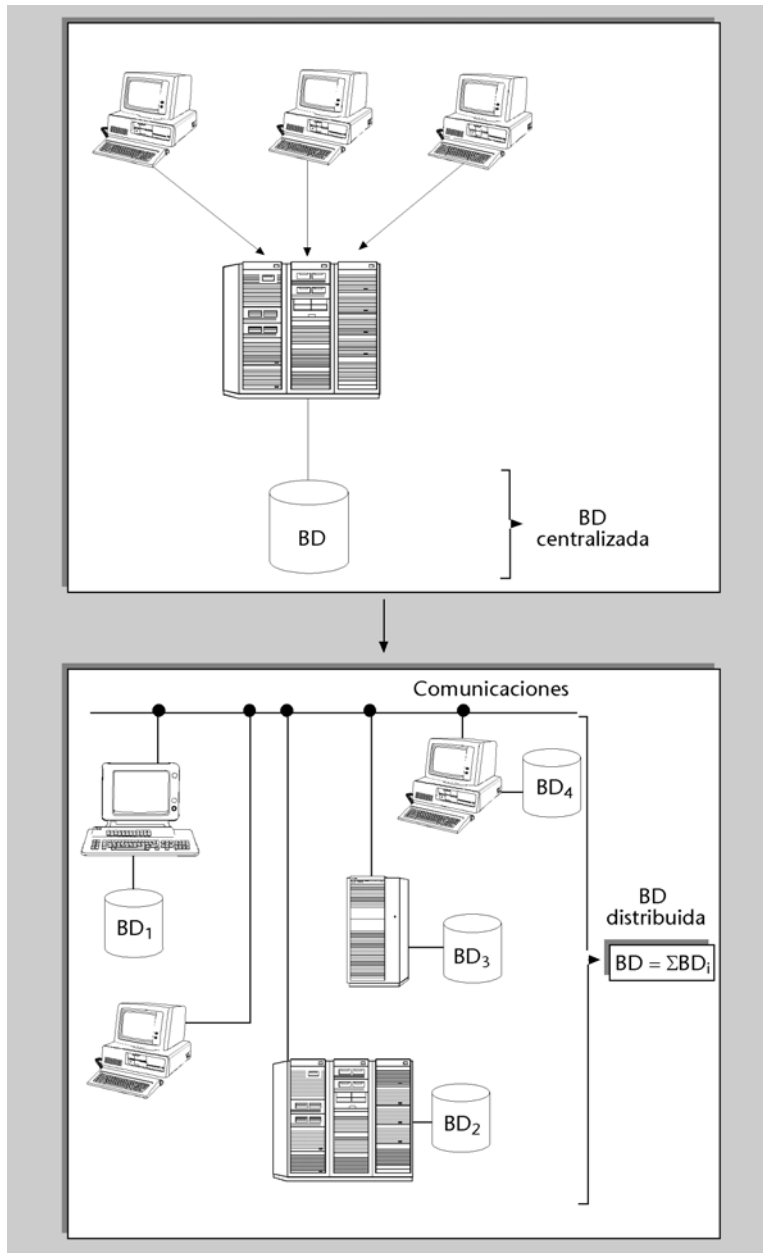 BD
BD
centralizada
Comunicaciones
BD₄
BD₁
BD₃
BD
distribuida
BD = ΣBDᵢ
BD₂